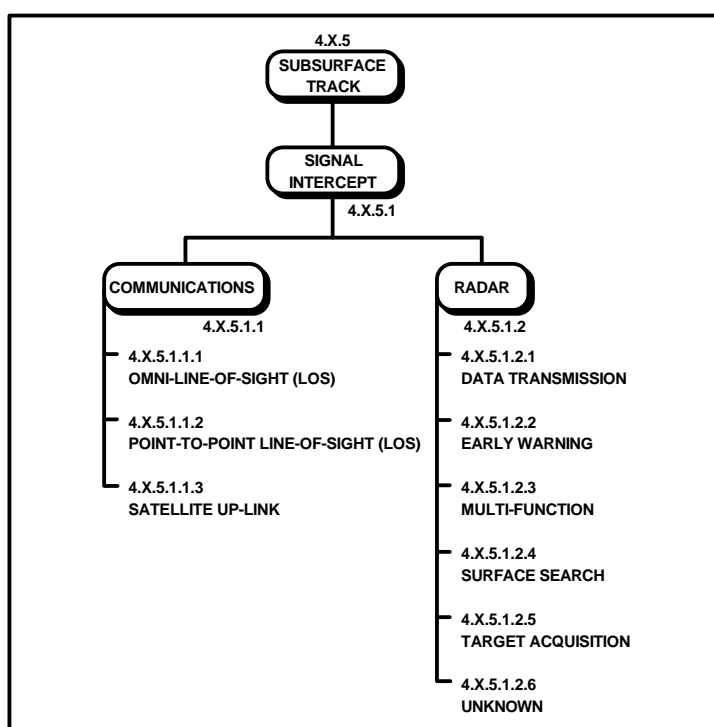 4.X.5
SUBSURFACE
TRACK
SIGNAL
INTERCEPT
4.X.5.1
COMMUNICATIONS
4.X.5.1.1
4.X.5.1.1.1
OMNI-LINE-OF-SIGHT (LOS)
4.X.5.1.1.2
POINT-TO-POINT LINE-OF-SIGHT (LOS)
4.X.5.1.1.3
SATELLITE UP-LINK
RADAR
4.X.5.1.2
4.X.5.1.2.1
DATA TRANSMISSION
4.X.5.1.2.2
EARLY WARNING
4.X.5.1.2.3
MULTI-FUNCTION
4.X.5.1.2.4
SURFACE SEARCH
4.X.5.1.2.5
TARGET ACQUISITION
4.X.5.1.2.6
UNKNOWN